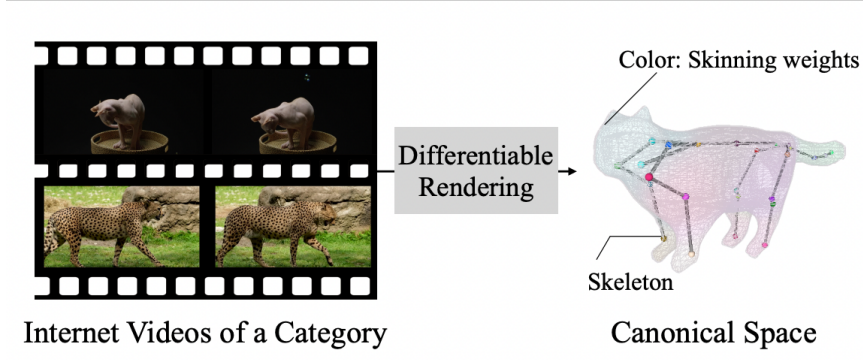 Color: Skinning weights
Differentiable
Rendering
Skeleton
Internet Videos of a Category
Canonical Space